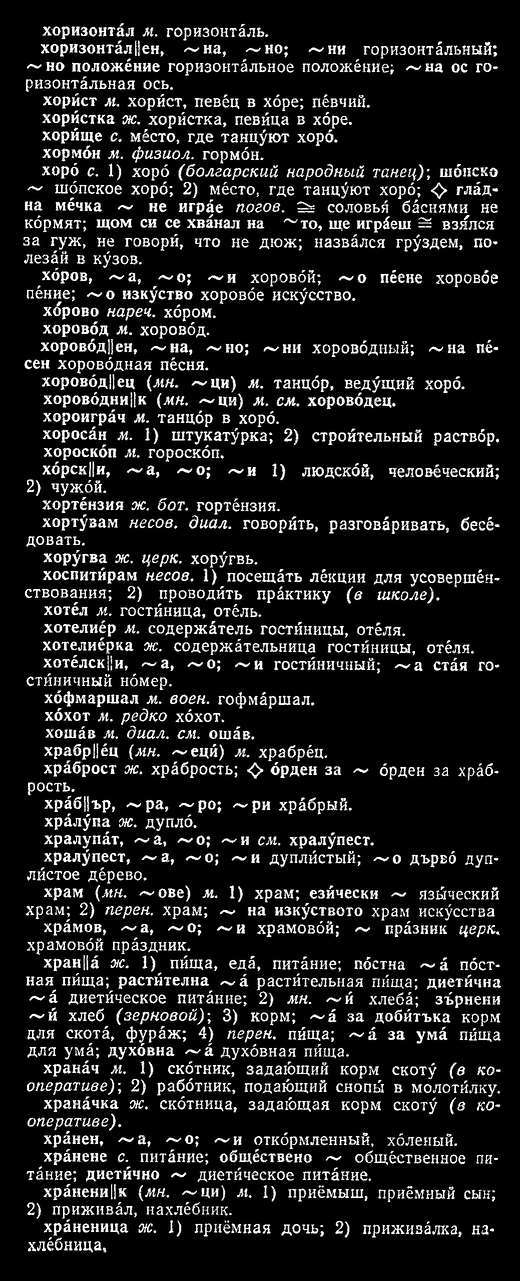 хоризонта́л м. горизонта́ль.
хоризонта́л||ен, ~на, ~но; ~ни горизонта́льный;
~но положе́ние горизонта́льное положе́ние; ~на ос го-
ризонта́льная ось.
хори́ст м. хори́ст, певе́ц в хо́ре; пе́вчий.
хори́стка ж. хори́стка, певи́ца в хо́ре.
хори́ще с. ме́сто, где танцу́ют хоро́.
хормо́н м. физиол. гормо́н.
хоро́ с. 1) хоро́ (болгарский народный танец); шо́пско
~ шо́пское хоро́; 2) ме́сто, где танцу́ют хоро́; ◇ гла́д-
на ме́чка ~ не игра́е погов. ≅ соловья́ ба́снями не
ко́рмят; щом си се хва́нал на ~то, ще игра́еш ≅ взя́лся
за гуж, не говори́, что не дюж; назва́лся гру́здем, по-
леза́й в ку́зов.
хо́ров, ~а, ~о; ~и хорово́й; ~о пе́ене хорово́е
пе́ние; ~о изку́ство хорово́е иску́сство.
хо́рово нареч. хо́ром.
хорово́д м. хорово́д.
хорово́д||ен, ~на, ~но; ~ни хорово́дный; ~на пе́-
сен хорово́дная пе́сня.
хорово́д||ец (мн. ~ци) м. танцо́р, веду́щий хоро́.
хорово́дни||к (мн. ~ци) м. см. хорово́дец.
хороигра́ч м. танцо́р в хоро́.
хороса́н м. 1) штукату́рка; 2) строи́тельный раство́р.
хороско́п м. гороско́п.
хо́рск||и, ~а, ~о; ~и 1) людско́й, челове́ческий;
2) чужо́й.
хорте́нзия ж. бот. горте́нзия.
хорту́вам несов. диал. говори́ть, разгова́ривать, бесе́-
довать.
хору́гва ж. церк. хору́гвь.
хоспити́рам несов. 1) посеща́ть ле́кции для усоверше́н-
ствования; 2) проводи́ть пра́ктику (в школе).
хоте́л м. гости́ница, оте́ль.
хотелие́р м. содержа́тель гости́ницы, оте́ля.
хотелие́рка ж. содержа́тельница гости́ницы, оте́ля.
хоте́лск||и, ~а, ~о; ~и гости́ничный; ~а ста́я го-
сти́ничный но́мер.
хо́фмаршал м. воен. гофма́ршал.
хо́хот м. редко хо́хот.
хоша́в м. диал. см. оша́в.
храбр||е́ц (мн. ~еци́) м. храбре́ц.
хра́брост ж. хра́брость; ◇ о́рден за ~ о́рден за хра́б-
рость.
хра́б||ър, ~ра, ~ро; ~ри хра́брый.
хралу́па ж. дупло́.
хралупа́т, ~а, ~о; ~и см. хралу́пест.
хралу́пест, ~а, ~о; ~и дупли́стый; ~о дърво́ дуп-
ли́стое де́рево.
храм (мн. ~ове) м. 1) храм; ези́чески ~ язы́ческий
храм; 2) перен. храм; ~ на изку́ството храм иску́сства
хра́мов, ~а, ~о; ~и храмово́й; ~ пра́зник церк.
храмово́й пра́здник.
хран||а́ ж. 1) пи́ща, еда́, пита́ние; по́стна ~а́ по́ст-
ная пи́ща; расти́телна ~а́ расти́тельная пи́ща; диети́чна
~а́ диети́ческое пита́ние; 2) мн. ~и́ хлеба́; зъ́рнени
~и́ хлеб (зерновой); 3) корм; ~а́ за доби́тъка корм
для скота́, фура́ж; 4) перен. пи́ща; ~а́ за ума́ пи́ща
для ума́; духо́вна ~а́ духо́вная пи́ща.
храна́ч м. 1) ско́тник, задаю́щий корм скоту́ (в ко-
оперативе); 2) рабо́тник, подаю́щий снопы́ в молоти́лку.
храна́чка ж. ско́тница, задаю́щая корм скоту́ (в ко-
оперативе).
хра́нен, ~а, ~о; ~и отко́рмленный, хо́леный.
хра́нене с. пита́ние; обще́ствено ~ обще́ственное пи-
та́ние; диети́чно ~ диети́ческое пита́ние.
хра́нени||к (мн. ~ци) м. 1) приёмыш, приёмный сын;
2) прижива́л, нахле́бник.
хра́неница ж. 1) приёмная дочь; 2) прижива́лка, на-
хле́бница,